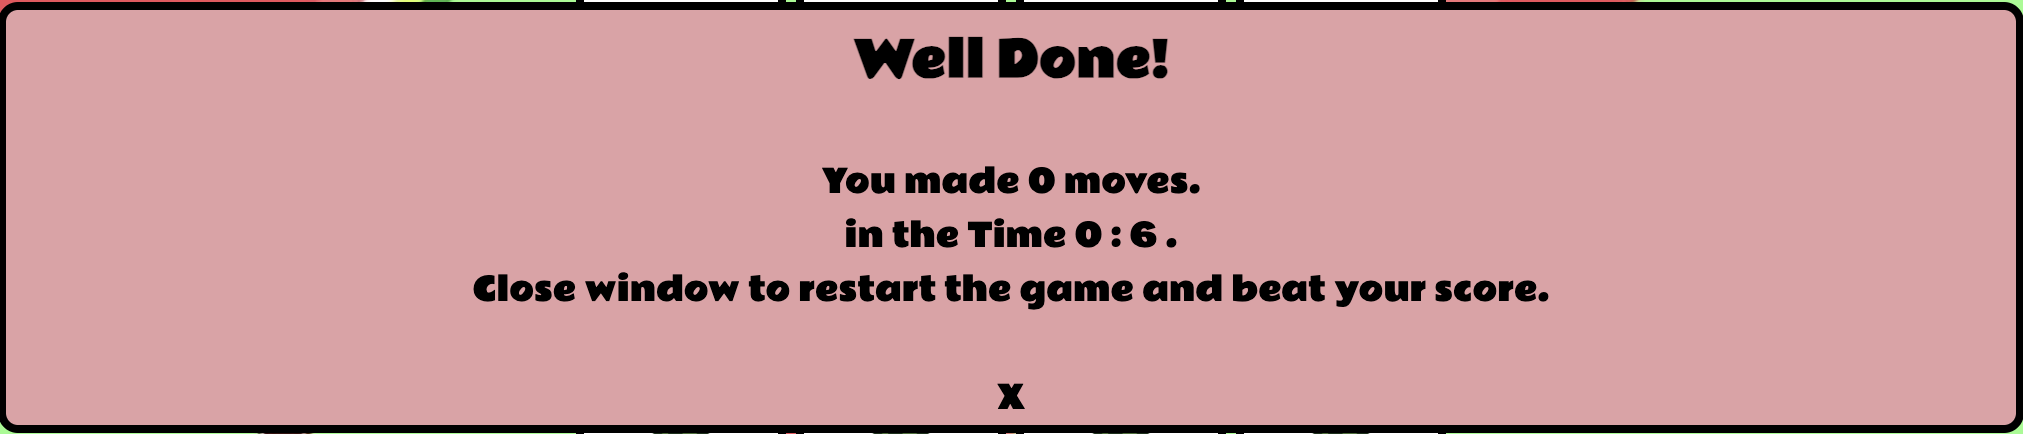 Well Done!
You made 0 moves.
in the Time 0 : 6 .
Close window to restart the game and beat your score.
X